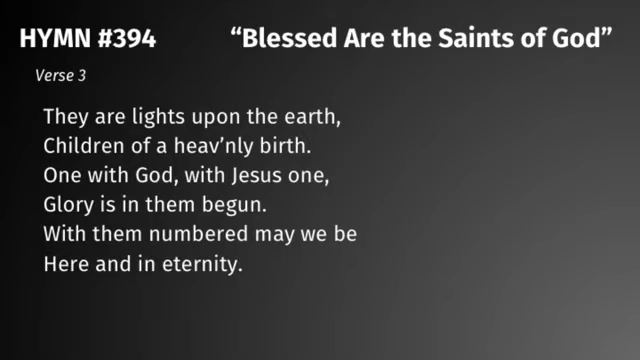 HYMN #394 “Blessed Are the Saints of God”
Verse 3
They are lights upon the earth,
Children of a heav’nly birth.
One with God, with Jesus one,
Glory is in them begun.
With them numbered may we be
Here and in eternity.